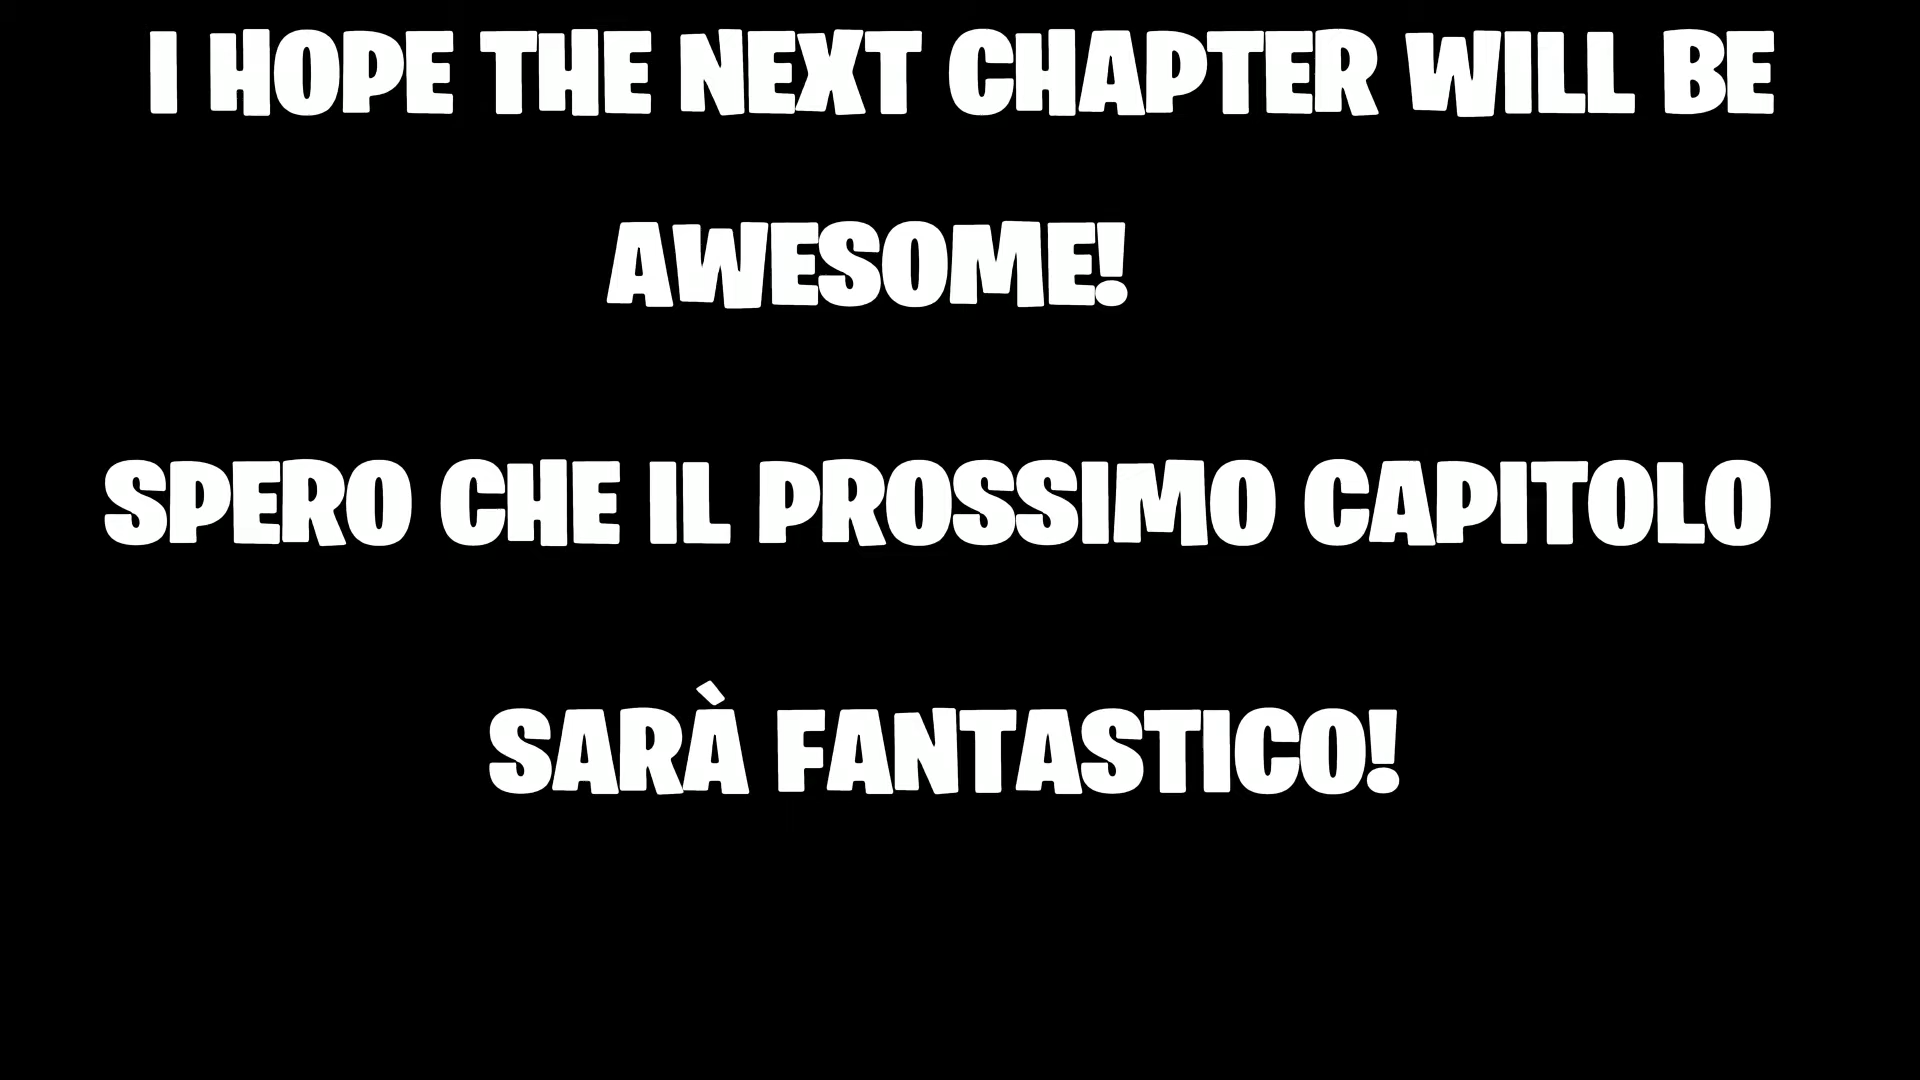 I HOPE THE NEXT CHAPTER WILL BE
AWESOME!
SPERO CHE IL PROSSIMO CAPITOLO
SARÀ FANTASTICO!